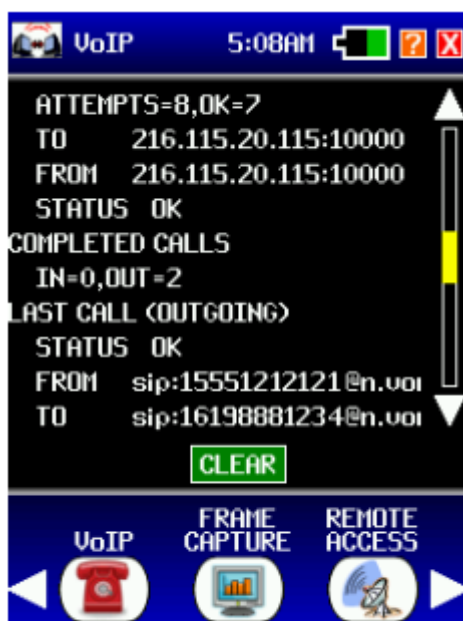 VoIP 5:08AM ? X
ATTEMPTS=8,OK=7
TO 216.115.20.115:10000
FROM 216.115.20.115:10000
STATUS OK
COMPLETED CALLS
IN=0,OUT=2
LAST CALL (OUTGOING)
STATUS OK
FROM sip:15551212121@n.vo
TO sip:16198881234@n.vo
CLEAR
VoIP
FRAME CAPTURE
REMOTE ACCESS